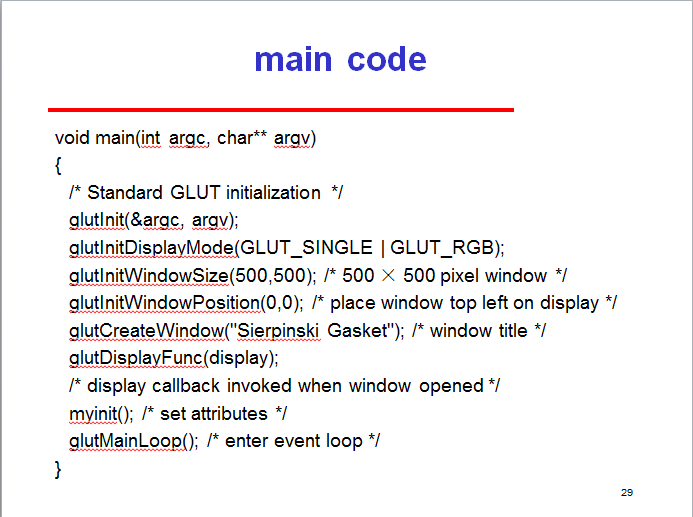 main code
void main(int argc, char** argv)
{
/* Standard GLUT initialization */
glutInit(&argc, argv);
glutInitDisplayMode(GLUT_SINGLE | GLUT_RGB);
glutInitWindowSize(500,500); /* 500 × 500 pixel window */
glutInitWindowPosition(0,0); /* place window top left on display */
glutCreateWindow("Sierpinski Gasket"); /* window title */
glutDisplayFunc(display);
/* display callback invoked when window opened */
myinit(); /* set attributes */
glutMainLoop(); /* enter event loop */
}
29